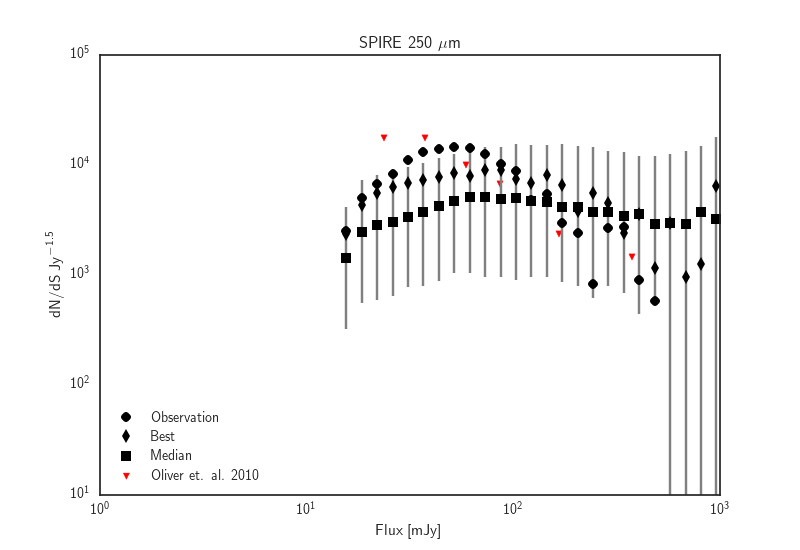 SPIRE 250 μm
10^5
10^4
10^3
10^2
10^1
dN/dS Jy^−1.5
Observation
Best
Median
Oliver et. al. 2010
10^0 10^1 10^2 10^3
Flux [mJy]